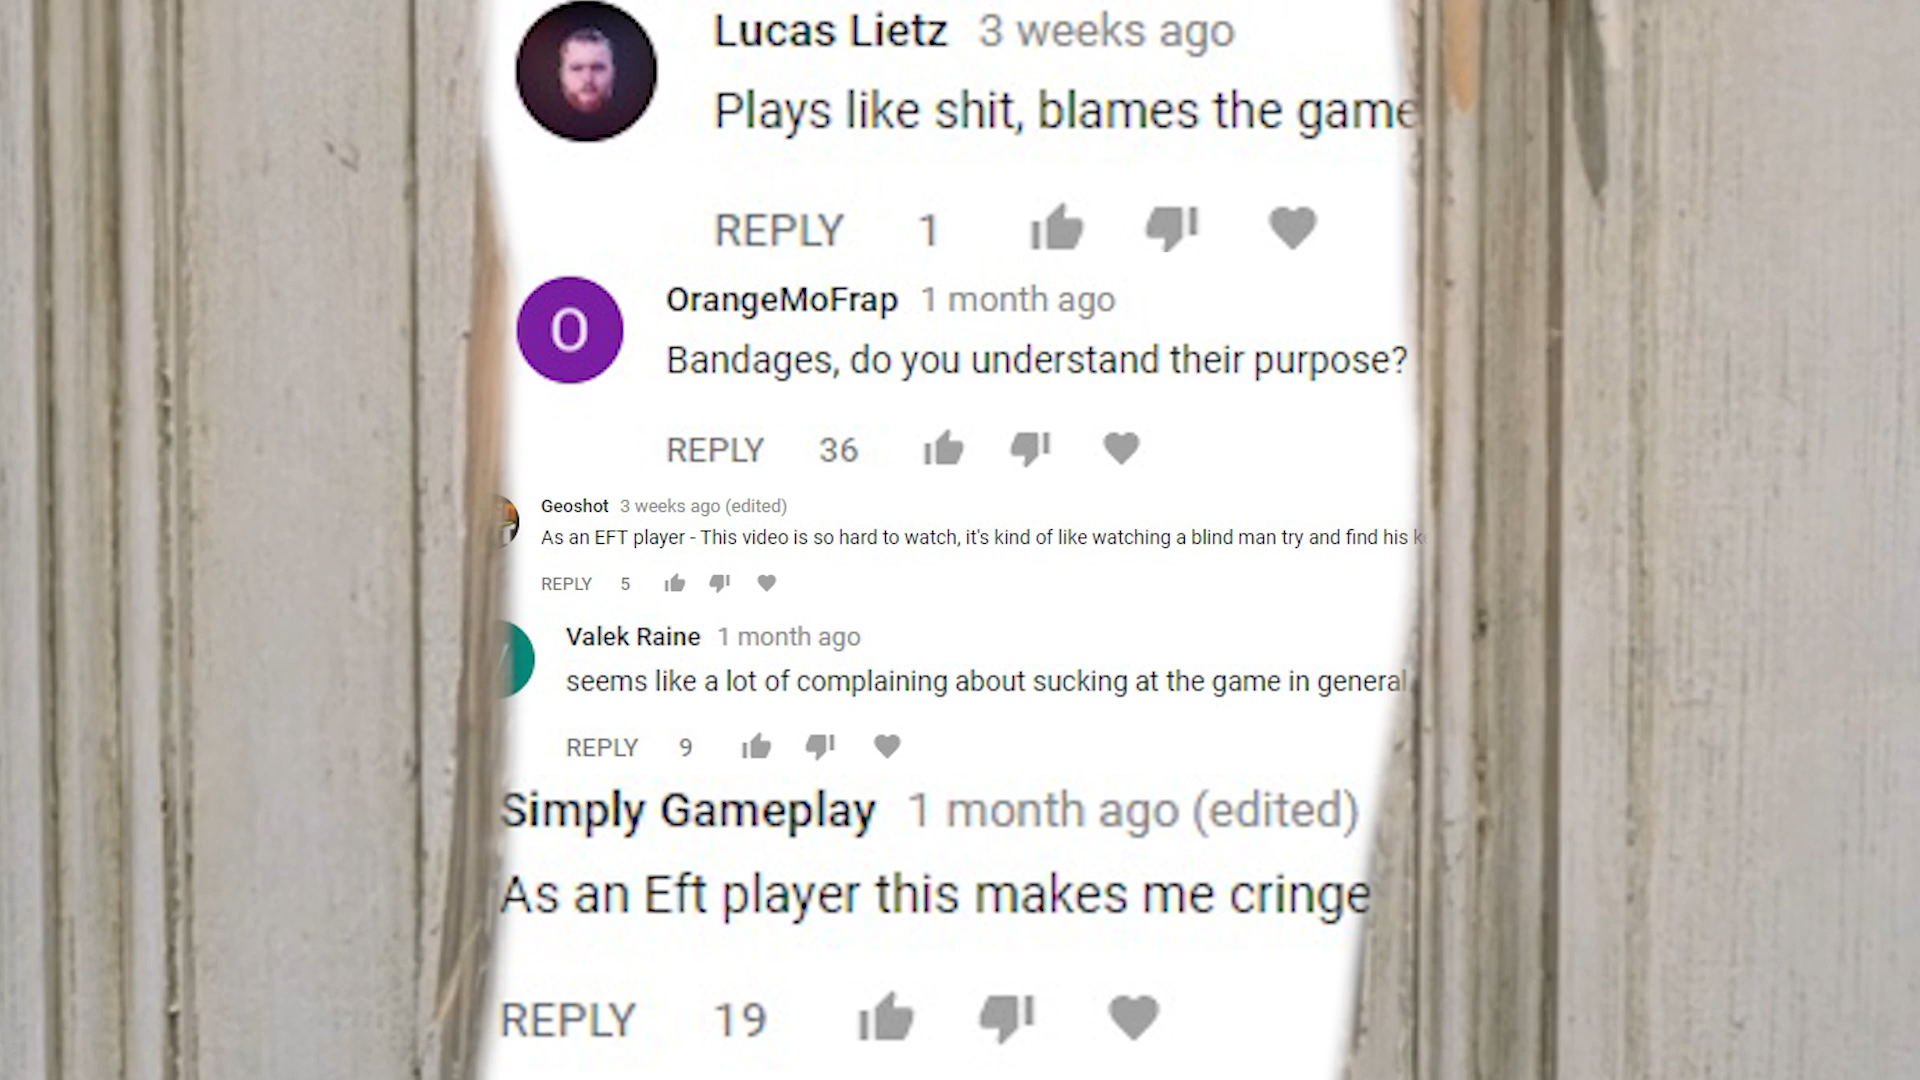 Lucas Lietz 3 weeks ago
Plays like shit, blames the game
REPLY 1
O
OrangeMoFrap 1 month ago
Bandages, do you understand their purpose?
REPLY 36
Geoshot 3 weeks ago (edited)
As an EFT player - This video is so hard to watch, it's kind of like watching a blind man try and find his
REPLY 5
Valek Raine 1 month ago
seems like a lot of complaining about sucking at the game in general
REPLY 9
Simply Gameplay 1 month ago (edited)
As an Eft player this makes me cringe
REPLY 19